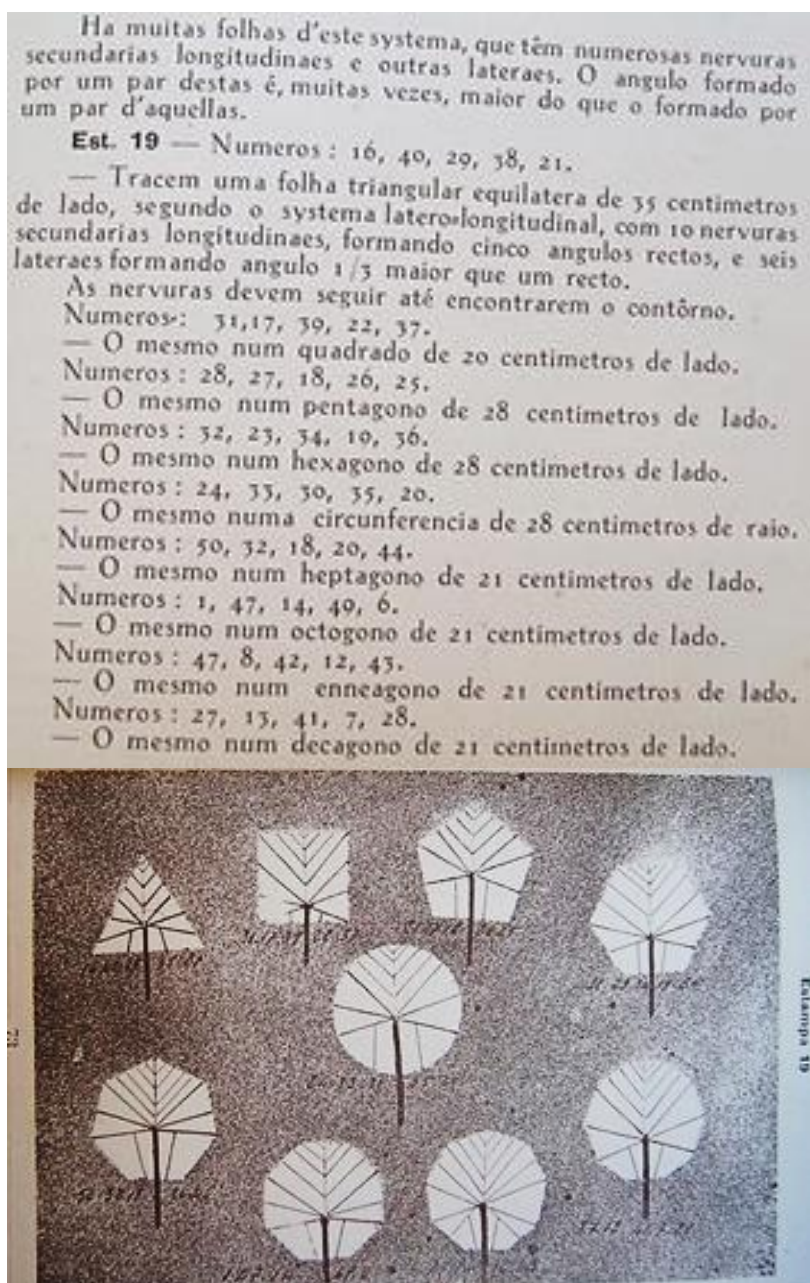 Ha muitas folhas d'este systema, que têm numerosas nervuras
secundarias longitudinaes e outras lateraes. O angulo formado
por um par destas é, muitas vezes, maior do que o formado por
um par d'aquellas.
Est. 19 — Numeros : 16, 40, 29, 38, 21.
— Tracem uma folha triangular equilatera de 35 centimetros
de lado, segundo o systema latero-longitudinal, com 10 nervuras
secundarias longitudinaes, formando cinco angulos rectos, e seis
lateraes formando angulo 1/3 maior que um recto.
As nervuras devem seguir até encontrarem o contôrno.
Numeros : 31,17, 39, 22, 37.
— O mesmo num quadrado de 20 centimetros de lado.
Numeros : 28, 27, 18, 26, 25.
— O mesmo num pentagono de 28 centimetros de lado.
Numeros : 32, 23, 34, 19, 36.
— O mesmo num hexagono de 28 centimetros de lado.
Numeros : 24, 33, 30, 35, 20.
— O mesmo numa circunferencia de 28 centimetros de raio.
Numeros : 50, 32, 18, 20, 44.
— O mesmo num heptagono de 21 centimetros de lado.
Numeros : 1, 47, 14, 49, 6.
— O mesmo num octogono de 21 centimetros de lado.
Numeros : 47, 8, 42, 12, 43.
— O mesmo num enneagono de 21 centimetros de lado.
Numeros : 27, 13, 41, 7, 28.
— O mesmo num decagono de 21 centimetros de lado.
Estampa 19